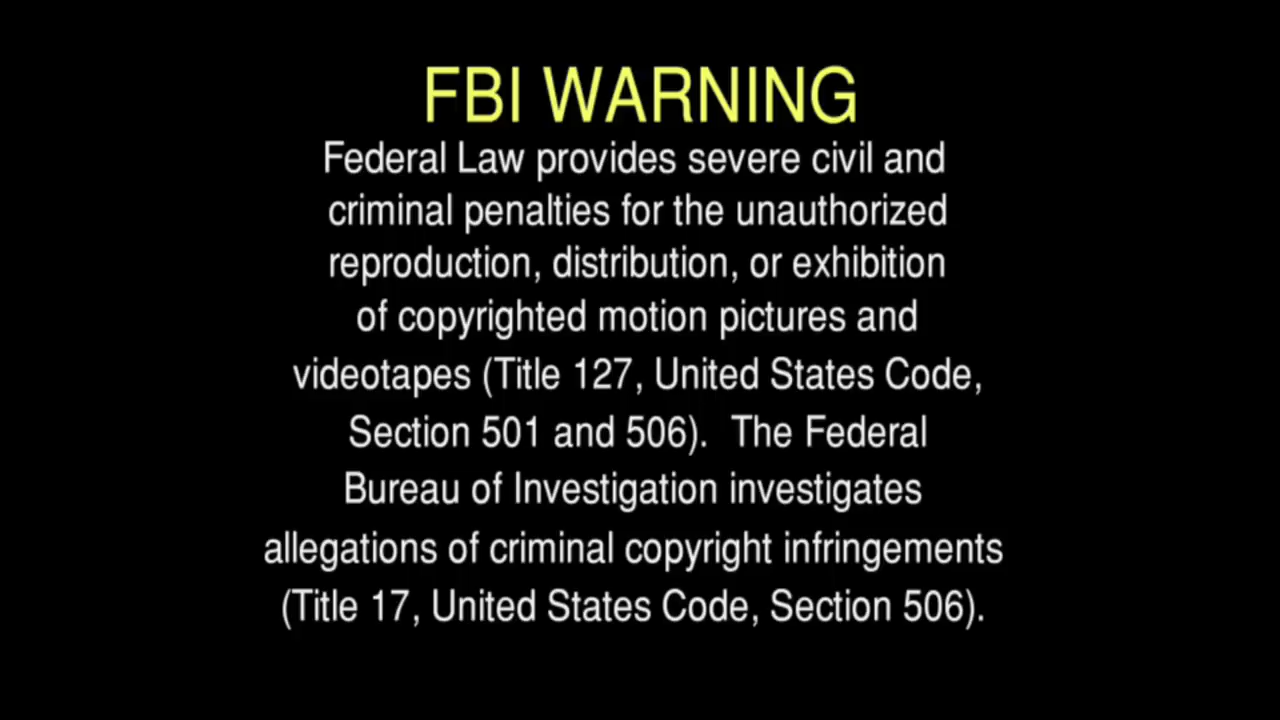 FBI WARNING
Federal Law provides severe civil and
criminal penalties for the unauthorized
reproduction, distribution, or exhibition
of copyrighted motion pictures and
videotapes (Title 127, United States Code,
Section 501 and 506).  The Federal
Bureau of Investigation investigates
allegations of criminal copyright infringements
(Title 17, United States Code, Section 506).